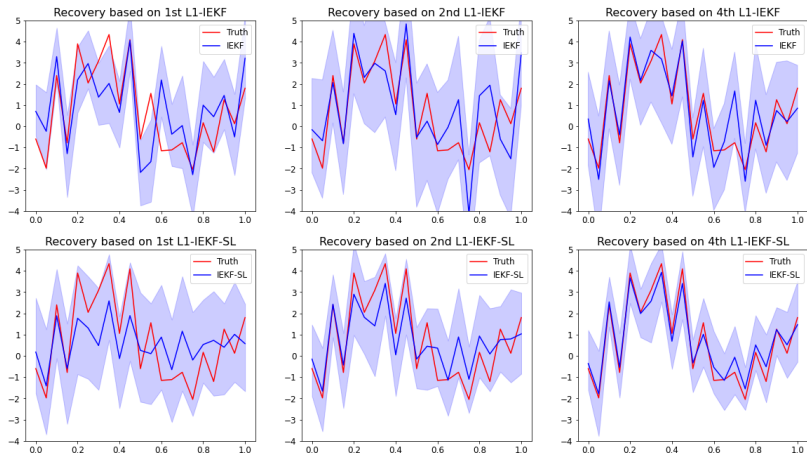 Recovery based on 1st L1-IEKF
Truth
IEKF
5
4
3
2
1
0
−1
−2
−3
−4
0.0 0.2 0.4 0.6 0.8 1.0
Recovery based on 2nd L1-IEKF
Truth
IEKF
5
4
3
2
1
0
−1
−2
−3
−4
0.0 0.2 0.4 0.6 0.8 1.0
Recovery based on 4th L1-IEKF
Truth
IEKF
5
4
3
2
1
0
−1
−2
−3
−4
0.0 0.2 0.4 0.6 0.8 1.0
Recovery based on 1st L1-IEKF-SL
Truth
IEKF-SL
5
4
3
2
1
0
−1
−2
−3
−4
0.0 0.2 0.4 0.6 0.8 1.0
Recovery based on 2nd L1-IEKF-SL
Truth
IEKF-SL
5
4
3
2
1
0
−1
−2
−3
−4
0.0 0.2 0.4 0.6 0.8 1.0
Recovery based on 4th L1-IEKF-SL
Truth
IEKF-SL
5
4
3
2
1
0
−1
−2
−3
−4
0.0 0.2 0.4 0.6 0.8 1.0